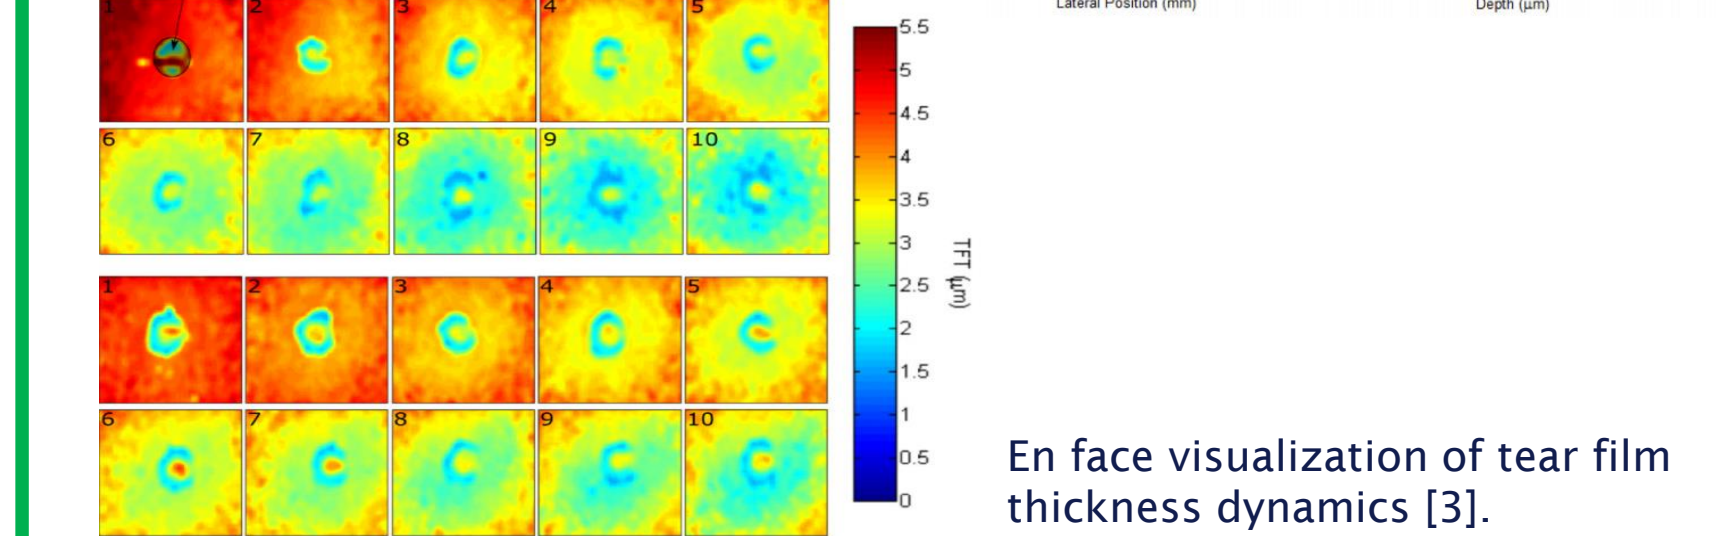 Lateral Position (mm)
Depth (μm)
1 2 3 4 5
6 7 8 9 10
1 2 3 4 5
6 7 8 9 10
5.5
5
4.5
4
3.5
3
2.5
2
1.5
1
0.5
0
TFT (μm)
En face visualization of tear film
thickness dynamics [3].